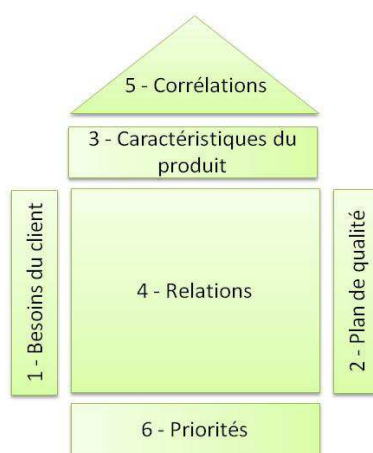 5 - Corrélations
3 - Caractéristiques du
produit
1 - Besoins du client
4 - Relations
2 - Plan de qualité
6 - Priorités